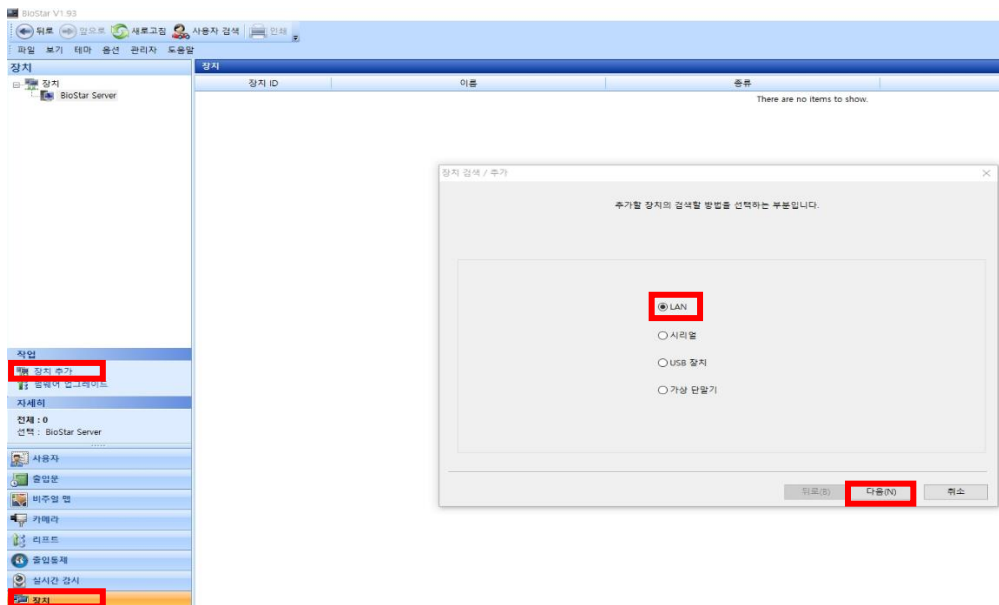 BioStar V1.93
뒤로 앞으로 새로고침 사용자 검색 인쇄
파일 보기 테마 옵션 관리자 도움말
장치
장치
BioStar Server
작업
장치 추가
펌웨어 업그레이드
자세히
전체 : 0
선택 : BioStar Server
사용자
출입문
비주얼 맵
카메라
리프트
출입통제
실시간 감시
장치
장치
장치 ID 이름 종류
There are no items to show.
장치 검색 / 추가
추가할 장치의 검색할 방법을 선택하는 부분입니다.
LAN
시리얼
USB 장치
가상 단말기
뒤로(B) 다음(N) 취소